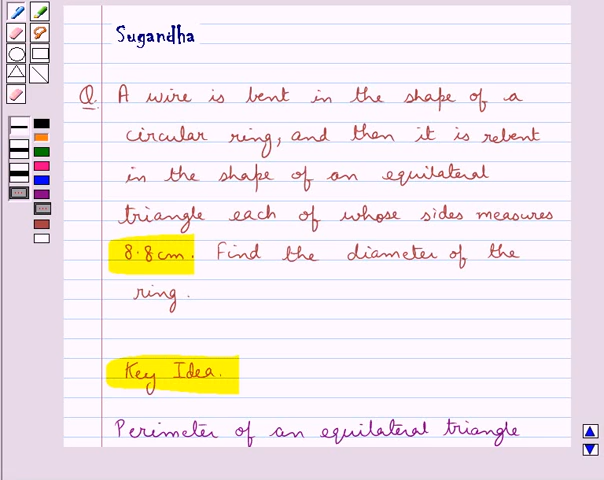 Sugandha
Q. A wire is bent in the shape of a
circular ring, and then it is rebent
in the shape of an equilateral
triangle each of whose sides measures
8.8cm. Find the diameter of the
ring.
Key Idea.
Perimeter of an equilateral triangle